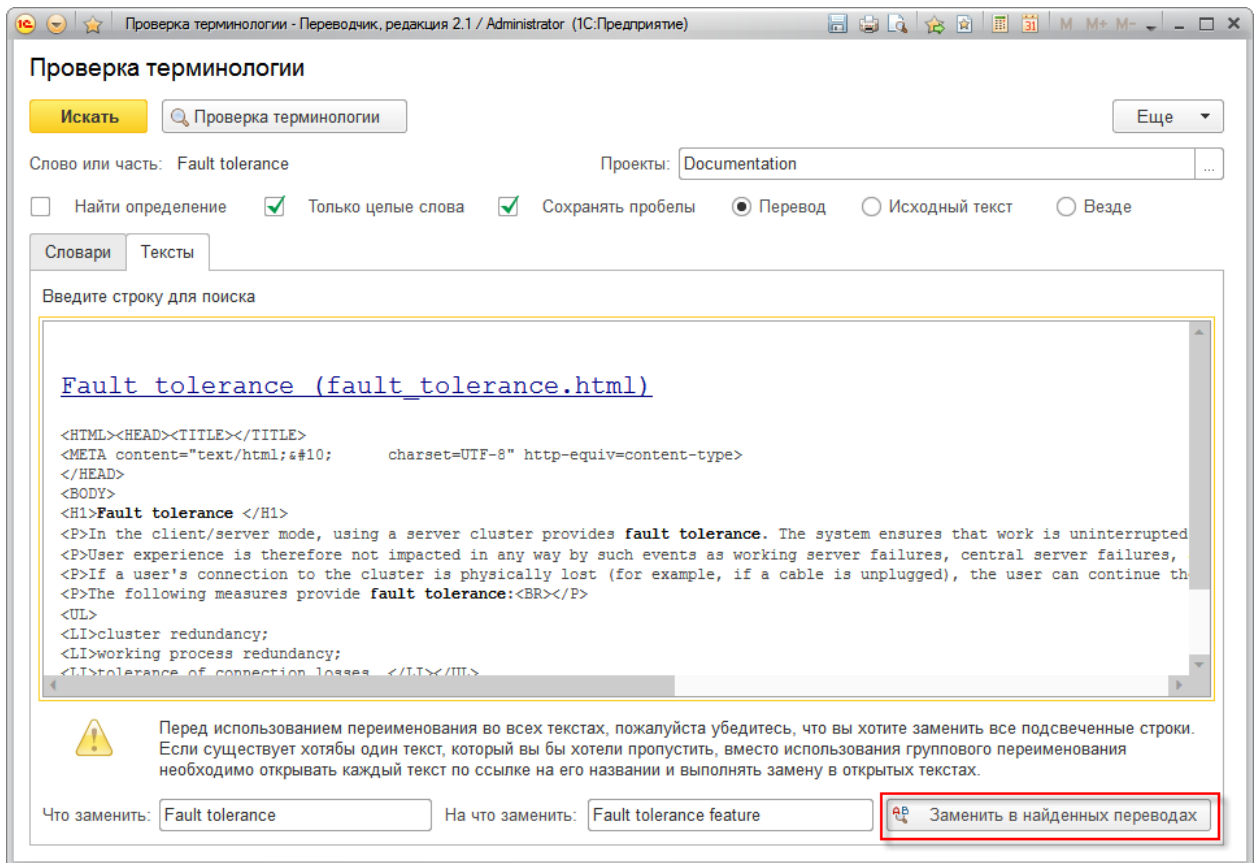 Проверка терминологии - Переводчик, редакция 2.1 / Administrator (1С:Предприятие) M M+ M-
Проверка терминологии
Искать Проверка терминологии Еще
Слово или часть: Fault tolerance Проекты: Documentation ...
Найти определение Только целые слова Сохранять пробелы Перевод Исходный текст Везде
Словари Тексты
Введите строку для поиска
Fault tolerance (fault_tolerance.html)
<HTML><HEAD><TITLE></TITLE>
<META content="text/html;&#10; charset=UTF-8" http-equiv=content-type>
</HEAD>
<BODY>
<H1>Fault tolerance </H1>
<P>In the client/server mode, using a server cluster provides fault tolerance. The system ensures that work is uninterrupted
<P>User experience is therefore not impacted in any way by such events as working server failures, central server failures,
<P>If a user's connection to the cluster is physically lost (for example, if a cable is unplugged), the user can continue th
<P>The following measures provide fault tolerance:<BR></P>
<UL>
<LI>cluster redundancy;
<LI>working process redundancy;
<LI>tolerance of connection losses. </LI></UL>
Перед использованием переименования во всех текстах, пожалуйста убедитесь, что вы хотите заменить все подсвеченные строки.
Если существует хотябы один текст, который вы бы хотели пропустить, вместо использования группового переименования
необходимо открывать каждый текст по ссылке на его названии и выполнять замену в открытых текстах.
Что заменить: Fault tolerance На что заменить: Fault tolerance feature Заменить в найденных переводах